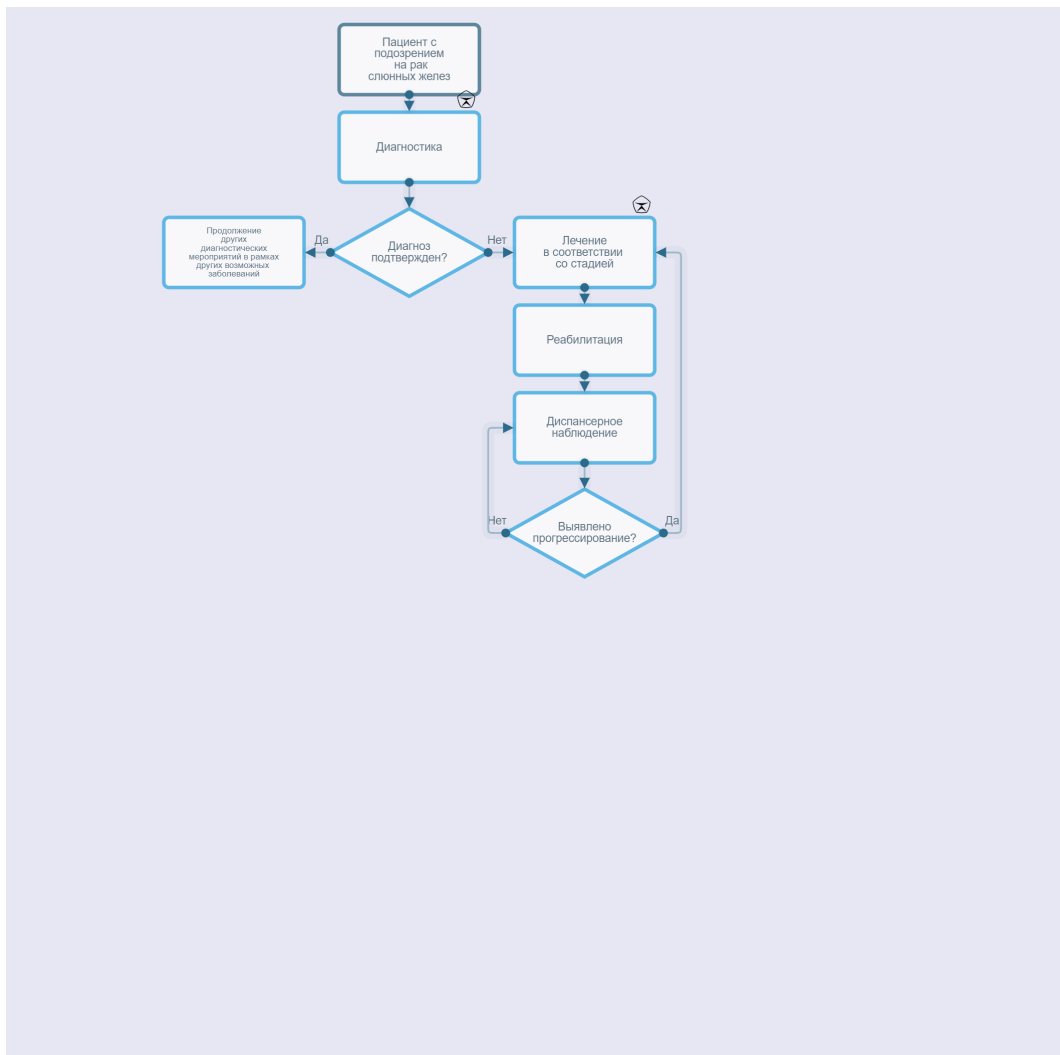 Пациент с
подозрением
на рак
слюнных желез
Диагностика
Продолжение
других
диагностических
мероприятий в рамках
других возможных
заболеваний
Да
Диагноз
подтвержден?
Нет
Лечение
в соответствии
со стадией
Реабилитация
Диспансерное
наблюдение
Нет
Выявлено
прогрессирование?
Да